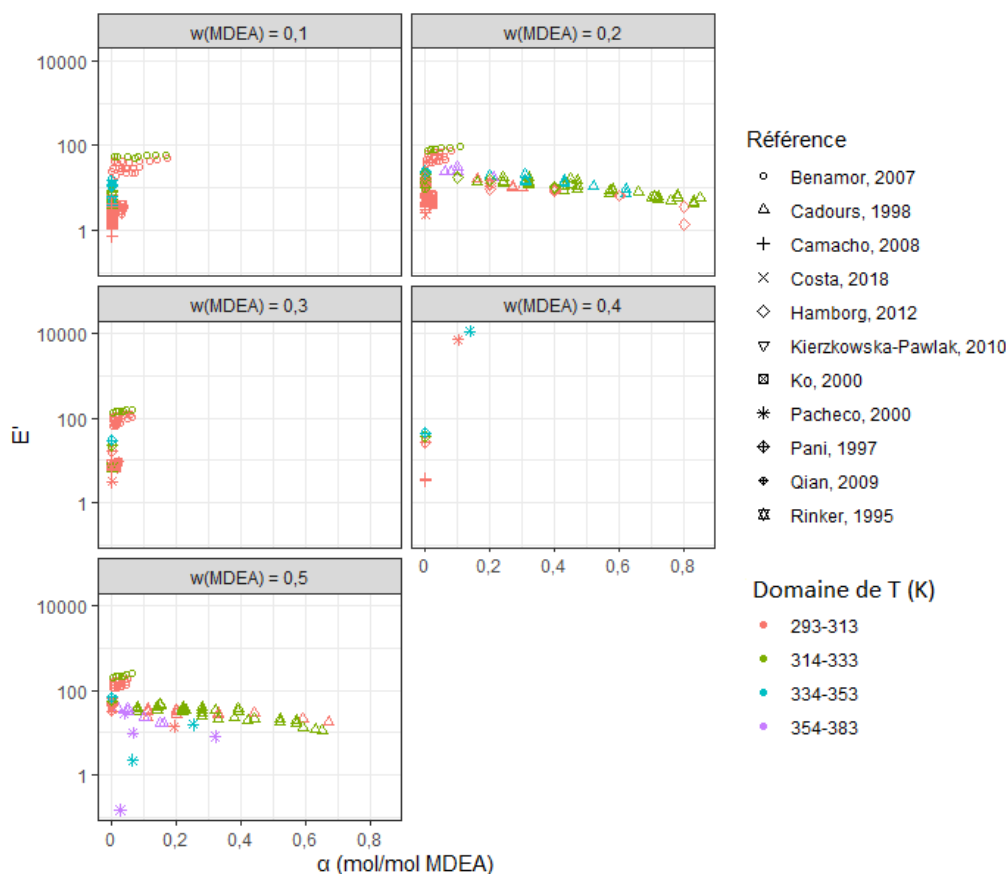 w(MDEA) = 0,1
w(MDEA) = 0,2
10000
100
1
w(MDEA) = 0,3
w(MDEA) = 0,4
10000
100
1
E'
0 0,2 0,4 0,6 0,8
w(MDEA) = 0,5
10000
100
1
0 0,2 0,4 0,6 0,8
α (mol/mol MDEA)
Référence
Benamor, 2007
Cadours, 1998
Camacho, 2008
Costa, 2018
Hamborg, 2012
Kierzkowska-Pawlak, 2010
Ko, 2000
Pacheco, 2000
Pani, 1997
Qian, 2009
Rinker, 1995
Domaine de T (K)
293-313
314-333
334-353
354-383